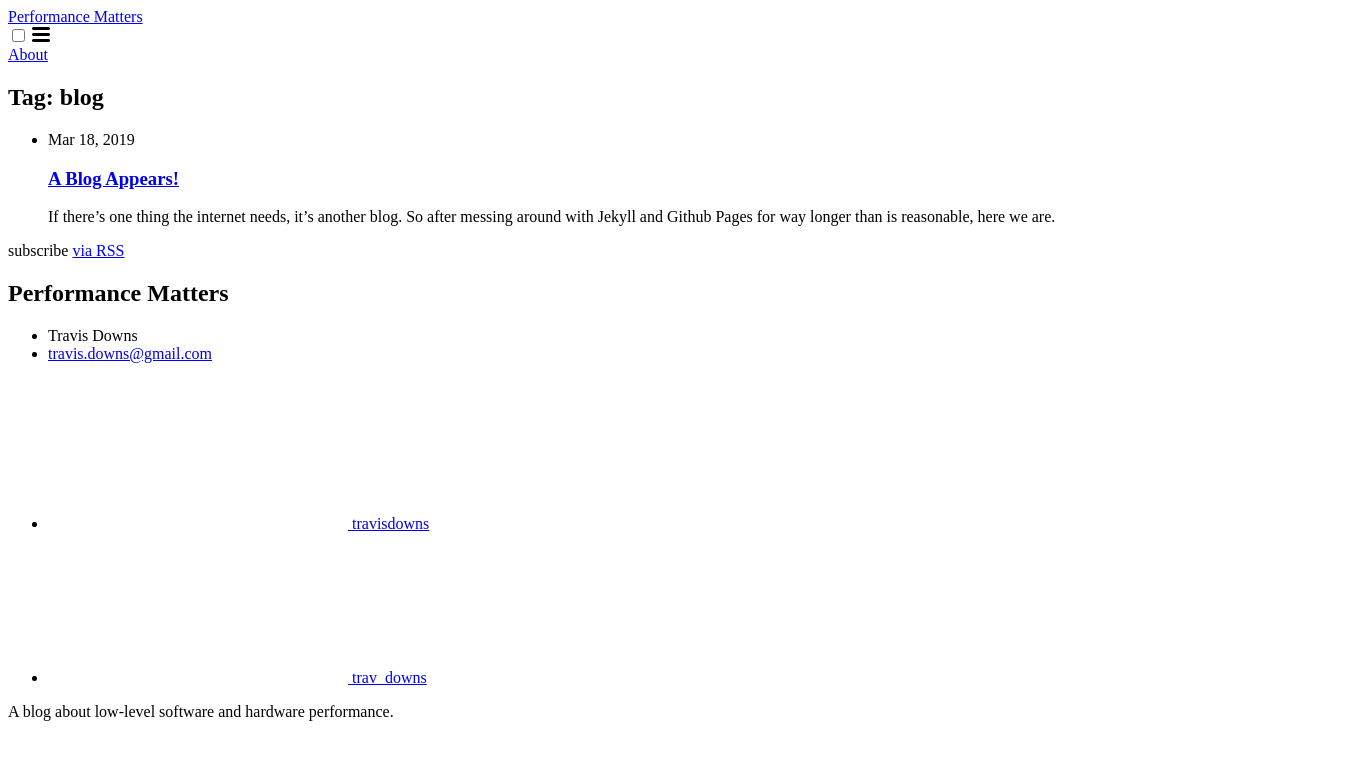 Performance Matters
About
Tag: blog
Mar 18, 2019
A Blog Appears!
If there’s one thing the internet needs, it’s another blog. So after messing around with Jekyll and Github Pages for way longer than is reasonable, here we are.
subscribe via RSS
Performance Matters
Travis Downs
travis.downs@gmail.com
travisdowns
trav_downs
A blog about low-level software and hardware performance.